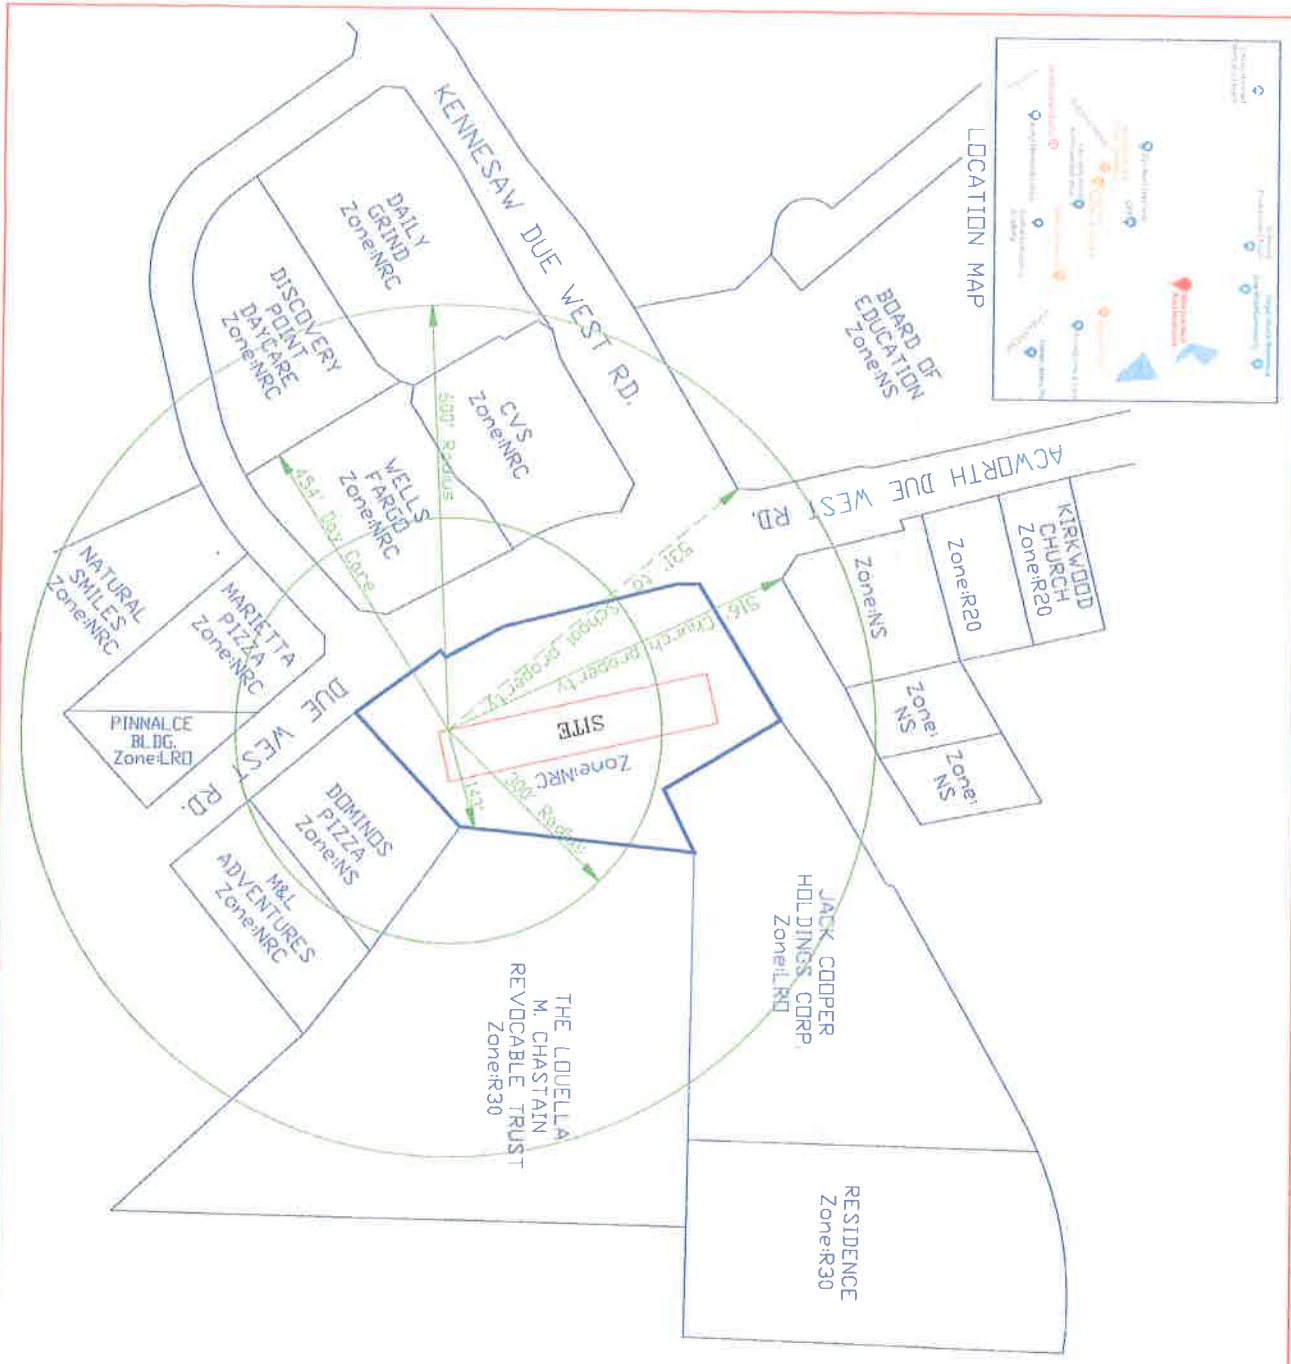 LOCATION MAP
KENNESAW DUE WEST RD.
ACWORTH DUE WEST RD.
BOARD OF
EDUCATION
Zone:NS
KIRKWOOD
CHURCH
Zone:R20
Zone:R20
Zone:NS
Zone:
NS
Zone:
NS
DAILY
GRIND
Zone:NRC
DISCOVERY
POINT
DAYCARE
Zone:NRC
CVS
Zone:NRC
WELLS
FARGO
Zone:NRC
600' Radius
494' Day Care
531' to
school property
516' Church property
SITE
Zone:NRC
143'
300' Radius
NATURAL
SMILES
Zone:NRC
MARIETTA
PIZZA
Zone:NRC
PINNALCE
BLDG.
Zone:LRO
DUE WEST RD.
DOMINOS
PIZZA
Zone:NS
M&L
ADVENTURES
Zone:NRC
JACK COOPER
HOLDINGS CORP.
Zone:LRO
THE LOUELLA
M. CHASTAIN
REVOCABLE TRUST
Zone:R30
RESIDENCE
Zone:R30